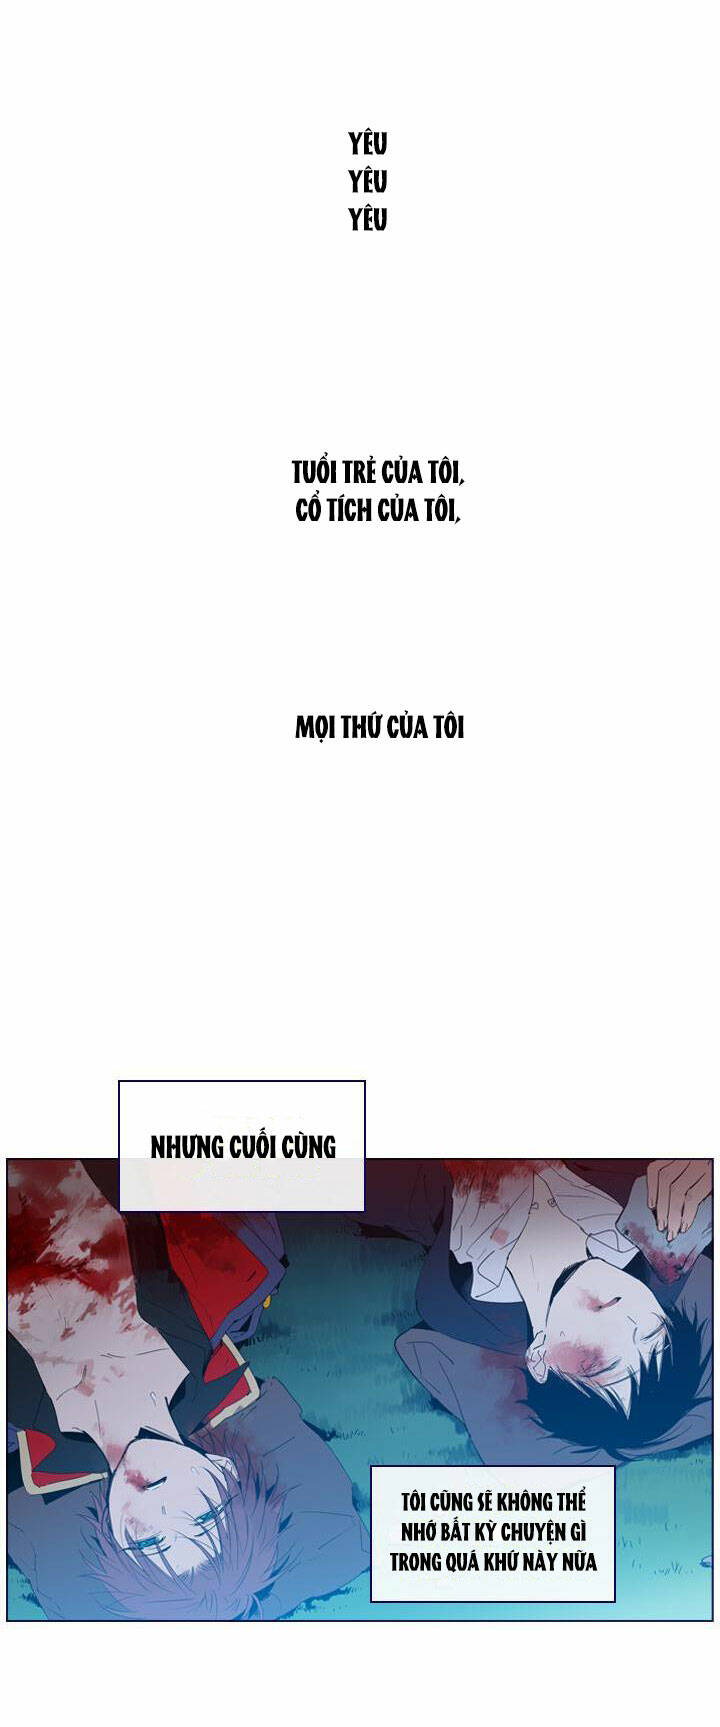 YÊU
YÊU
YÊU
TUỔI TRẺ CỦA TÔI,
CỔ TÍCH CỦA TÔI,
MỌI THỨ CỦA TÔI
NHƯNG CUỐI CÙNG
TÔI CŨNG SẼ KHÔNG THỂ
NHỚ BẤT KỲ CHUYỆN GÌ
TRONG QUÁ KHỨ NÀY NỮA